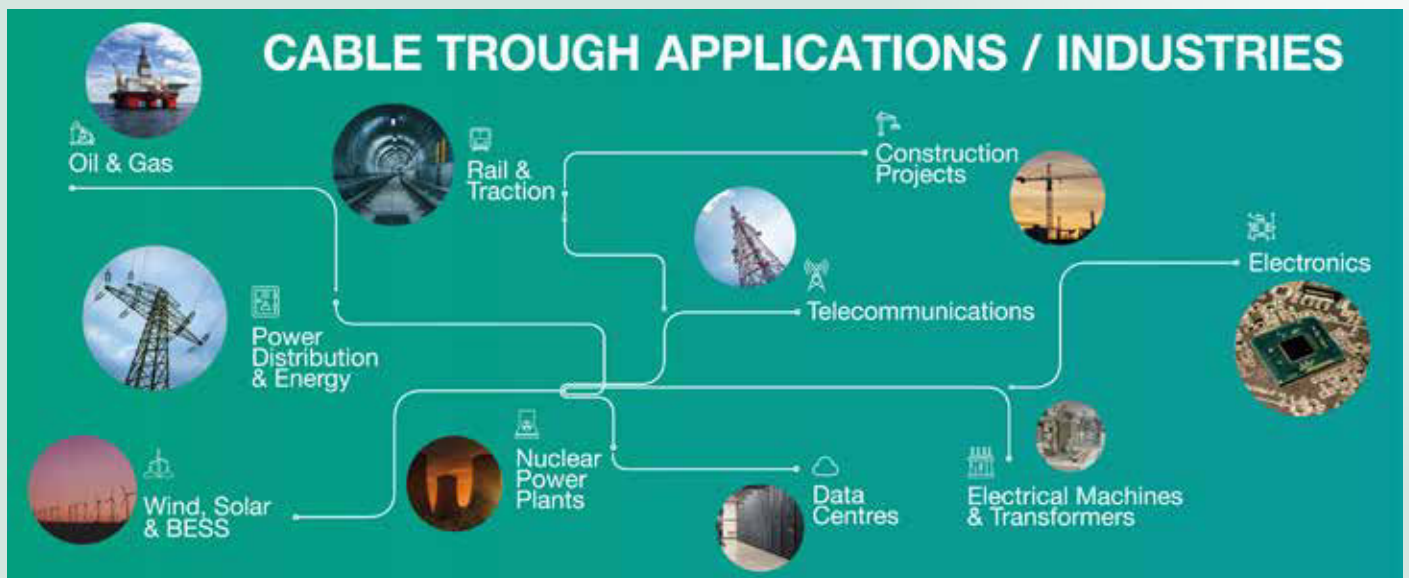 CABLE TROUGH APPLICATIONS / INDUSTRIES
Oil & Gas
Rail &
Traction
Construction
Projects
Electronics
Telecommunications
Power
Distribution
& Energy
Nuclear
Power
Plants
Wind, Solar
& BESS
Data
Centres
Electrical Machines
& Transformers